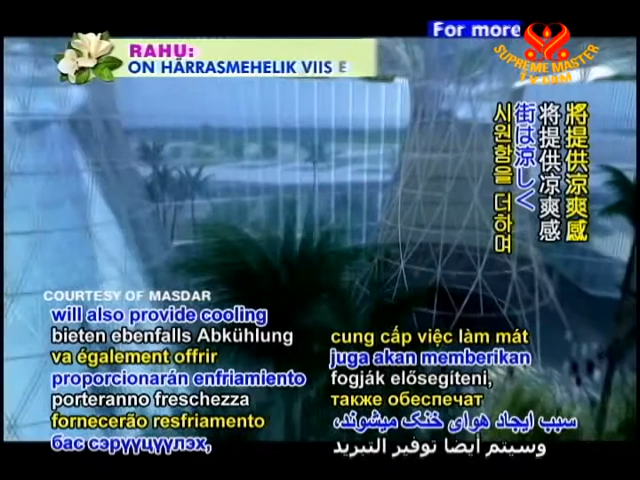 For more
SUPREME MASTER
TV.COM
RAHU:
ON HÄRRASMEHELIK VIIS E
將提供涼爽感
将提供凉爽感
街は涼しく
시원함을 더하며
COURTESY OF MASDAR
will also provide cooling
bieten ebenfalls Abkühlung
va également offrir
proporcionarán enfriamiento
porteranno freschezza
fornecerão resfriamento
бас сэрүүцүүлэх,
cung cấp việc làm mát
juga akan memberikan
fogják elősegíteni,
также обеспечат
سبب ایجاد هوای خنک میشوند،
وسيتم أيضا توفير التبريد